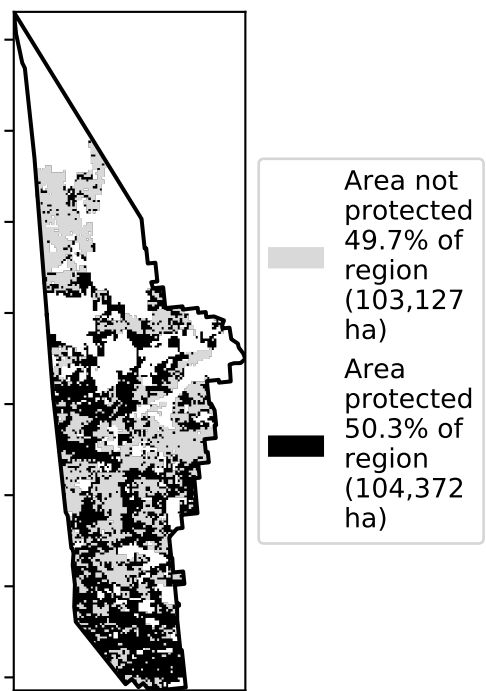 Area not
protected
49.7% of
region
(103,127
ha)
Area
protected
50.3% of
region
(104,372
ha)